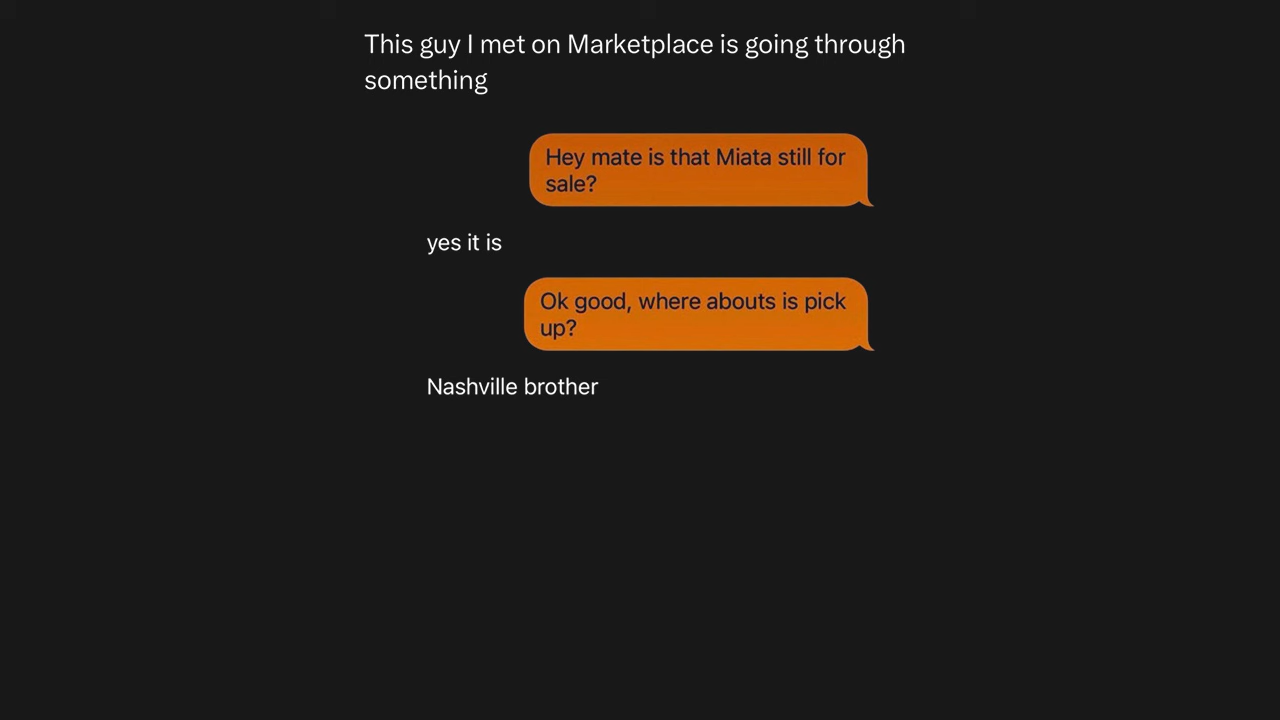 This guy I met on Marketplace is going through
something
Hey mate is that Miata still for
sale?
yes it is
Ok good, where abouts is pick
up?
Nashville brother